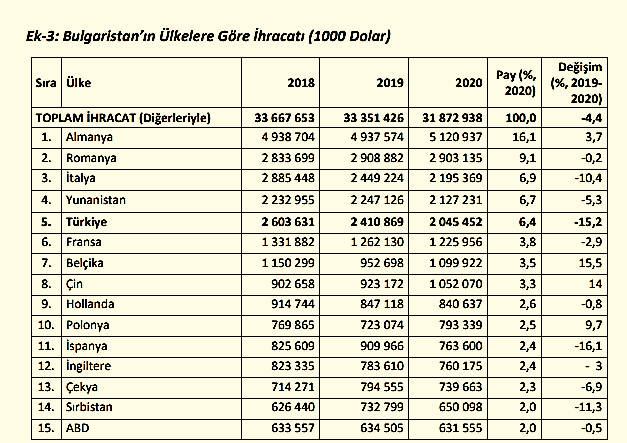 Ek-3: Bulgaristan’ın Ülkelere Göre İhracatı (1000 Dolar)
Sıra Ülke 2018 2019 2020 Pay (%, 2020) Değişim (%, 2019-2020)
TOPLAM İHRACAT (Diğerleriyle) 33 667 653 33 351 426 31 872 938 100,0 -4,4
1. Almanya 4 938 704 4 937 574 5 120 937 16,1 3,7
2. Romanya 2 833 699 2 908 882 2 903 135 9,1 -0,2
3. İtalya 2 885 448 2 449 224 2 195 369 6,9 -10,4
4. Yunanistan 2 232 955 2 247 126 2 127 231 6,7 -5,3
5. Türkiye 2 603 631 2 410 869 2 045 452 6,4 -15,2
6. Fransa 1 331 882 1 262 130 1 225 956 3,8 -2,9
7. Belçika 1 150 299 952 698 1 099 922 3,5 15,5
8. Çin 902 658 923 172 1 052 070 3,3 14
9. Hollanda 914 744 847 118 840 637 2,6 -0,8
10. Polonya 769 865 723 074 793 339 2,5 9,7
11. İspanya 825 609 909 966 763 600 2,4 -16,1
12. İngiltere 823 335 783 610 760 175 2,4 - 3
13. Çekya 714 271 794 555 739 663 2,3 -6,9
14. Sırbistan 626 440 732 799 650 098 2,0 -11,3
15. ABD 633 557 634 505 631 555 2,0 -0,5